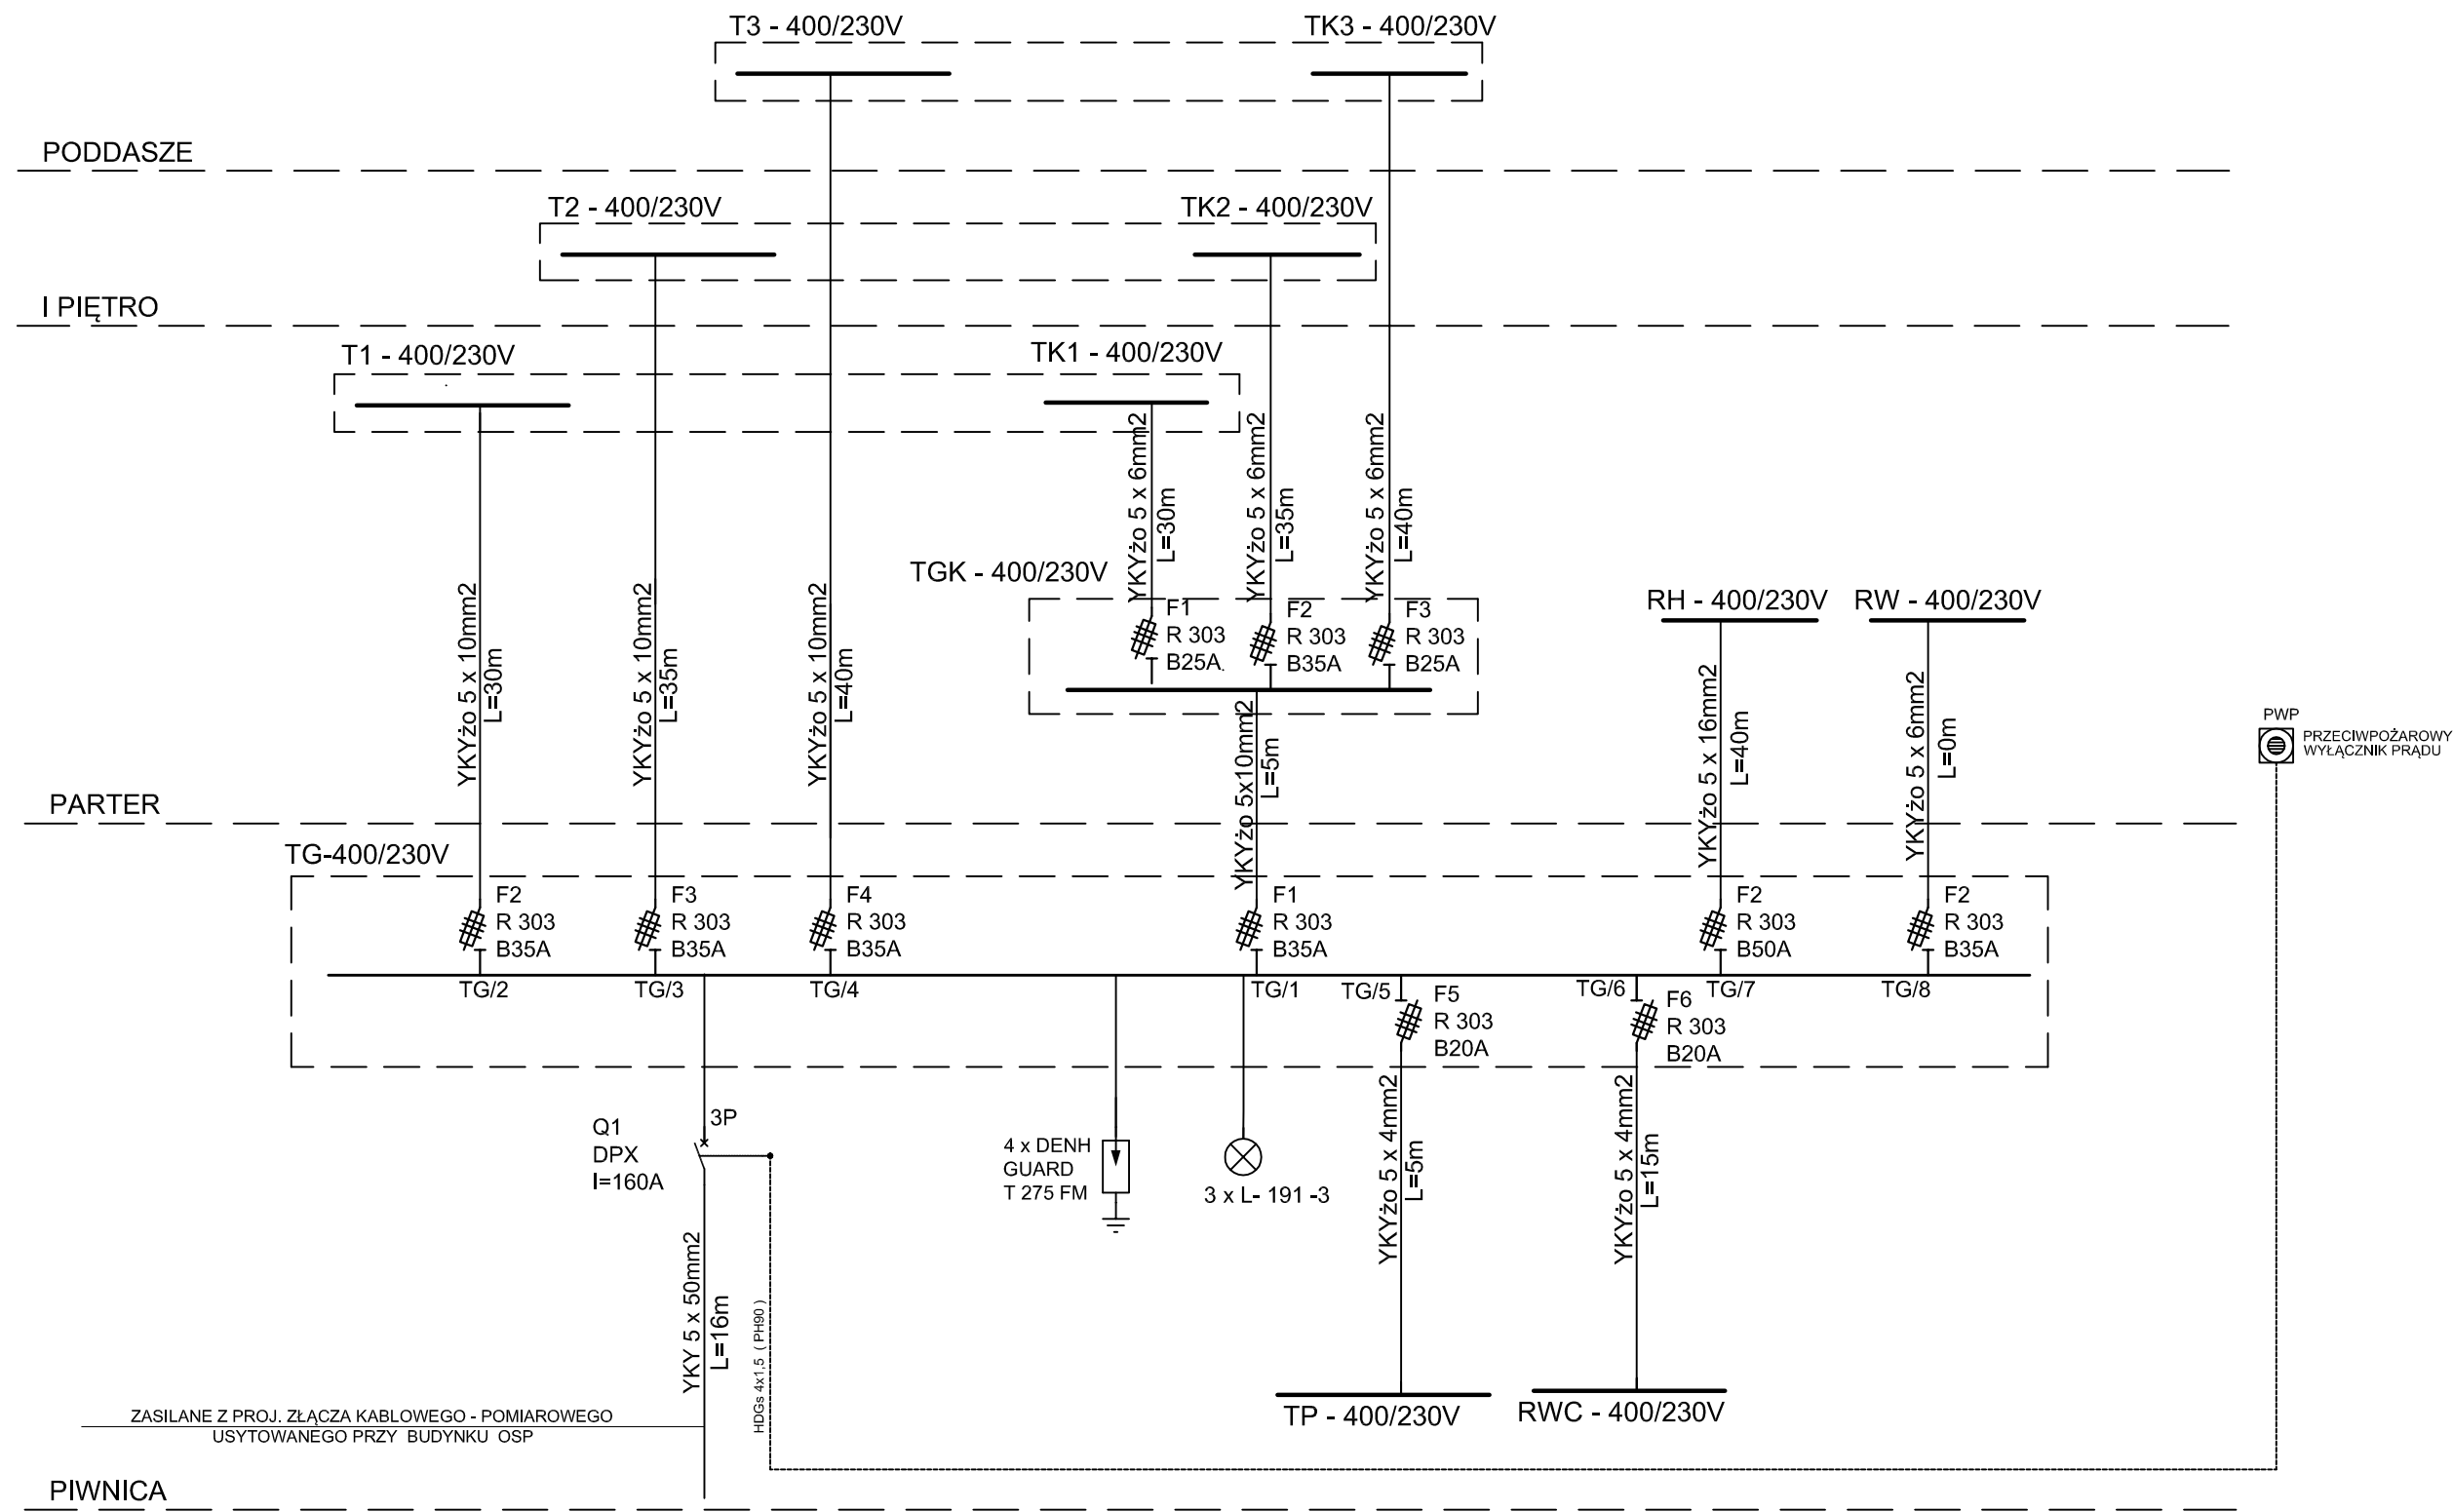 T3 - 400/230V
TK3 - 400/230V
PODDASZE
T2 - 400/230V
TK2 - 400/230V
I PIĘTRO
T1 - 400/230V
TK1 - 400/230V
YKYżo 5 x 6mm2
L=30m
YKYżo 5 x 6mm2
L=35m
YKYżo 5 x 6mm2
L=40m
TGK - 400/230V
F1
R 303
B25A.
F2
R 303
B35A
F3
R 303
B25A
RH - 400/230V
RW - 400/230V
YKYżo 5 x 10mm2
L=30m
YKYżo 5 x 10mm2
L=35m
YKYżo 5 x 10mm2
L=40m
YKYżo 5x10mm2
L=5m
YKYżo 5 x 16mm2
L=40m
YKYżo 5 x 6mm2
L=0m
PWP
PRZECIWPOŻAROWY
WYŁĄCZNIK PRĄDU
PARTER
TG-400/230V
F2
R 303
B35A
F3
R 303
B35A
F4
R 303
B35A
F1
R 303
B35A
F2
R 303
B50A
F2
R 303
B35A
TG/2
TG/3
TG/4
TG/1
TG/5
TG/6
TG/7
TG/8
F5
R 303
B20A
F6
R 303
B20A
Q1
DPX
I=160A
3P
4 x DENH
GUARD
T 275 FM
3 x L- 191 -3
YKYżo 5 x 4mm2
L=5m
YKYżo 5 x 4mm2
L=15m
YKY 5 x 50mm2
L=16m
HDGs 4x1,5 ( PH90 )
TP - 400/230V
RWC - 400/230V
ZASILANE Z PROJ. ZŁĄCZA KABLOWEGO - POMIAROWEGO
USYTOWANEGO PRZY BUDYNKU OSP
PIWNICA